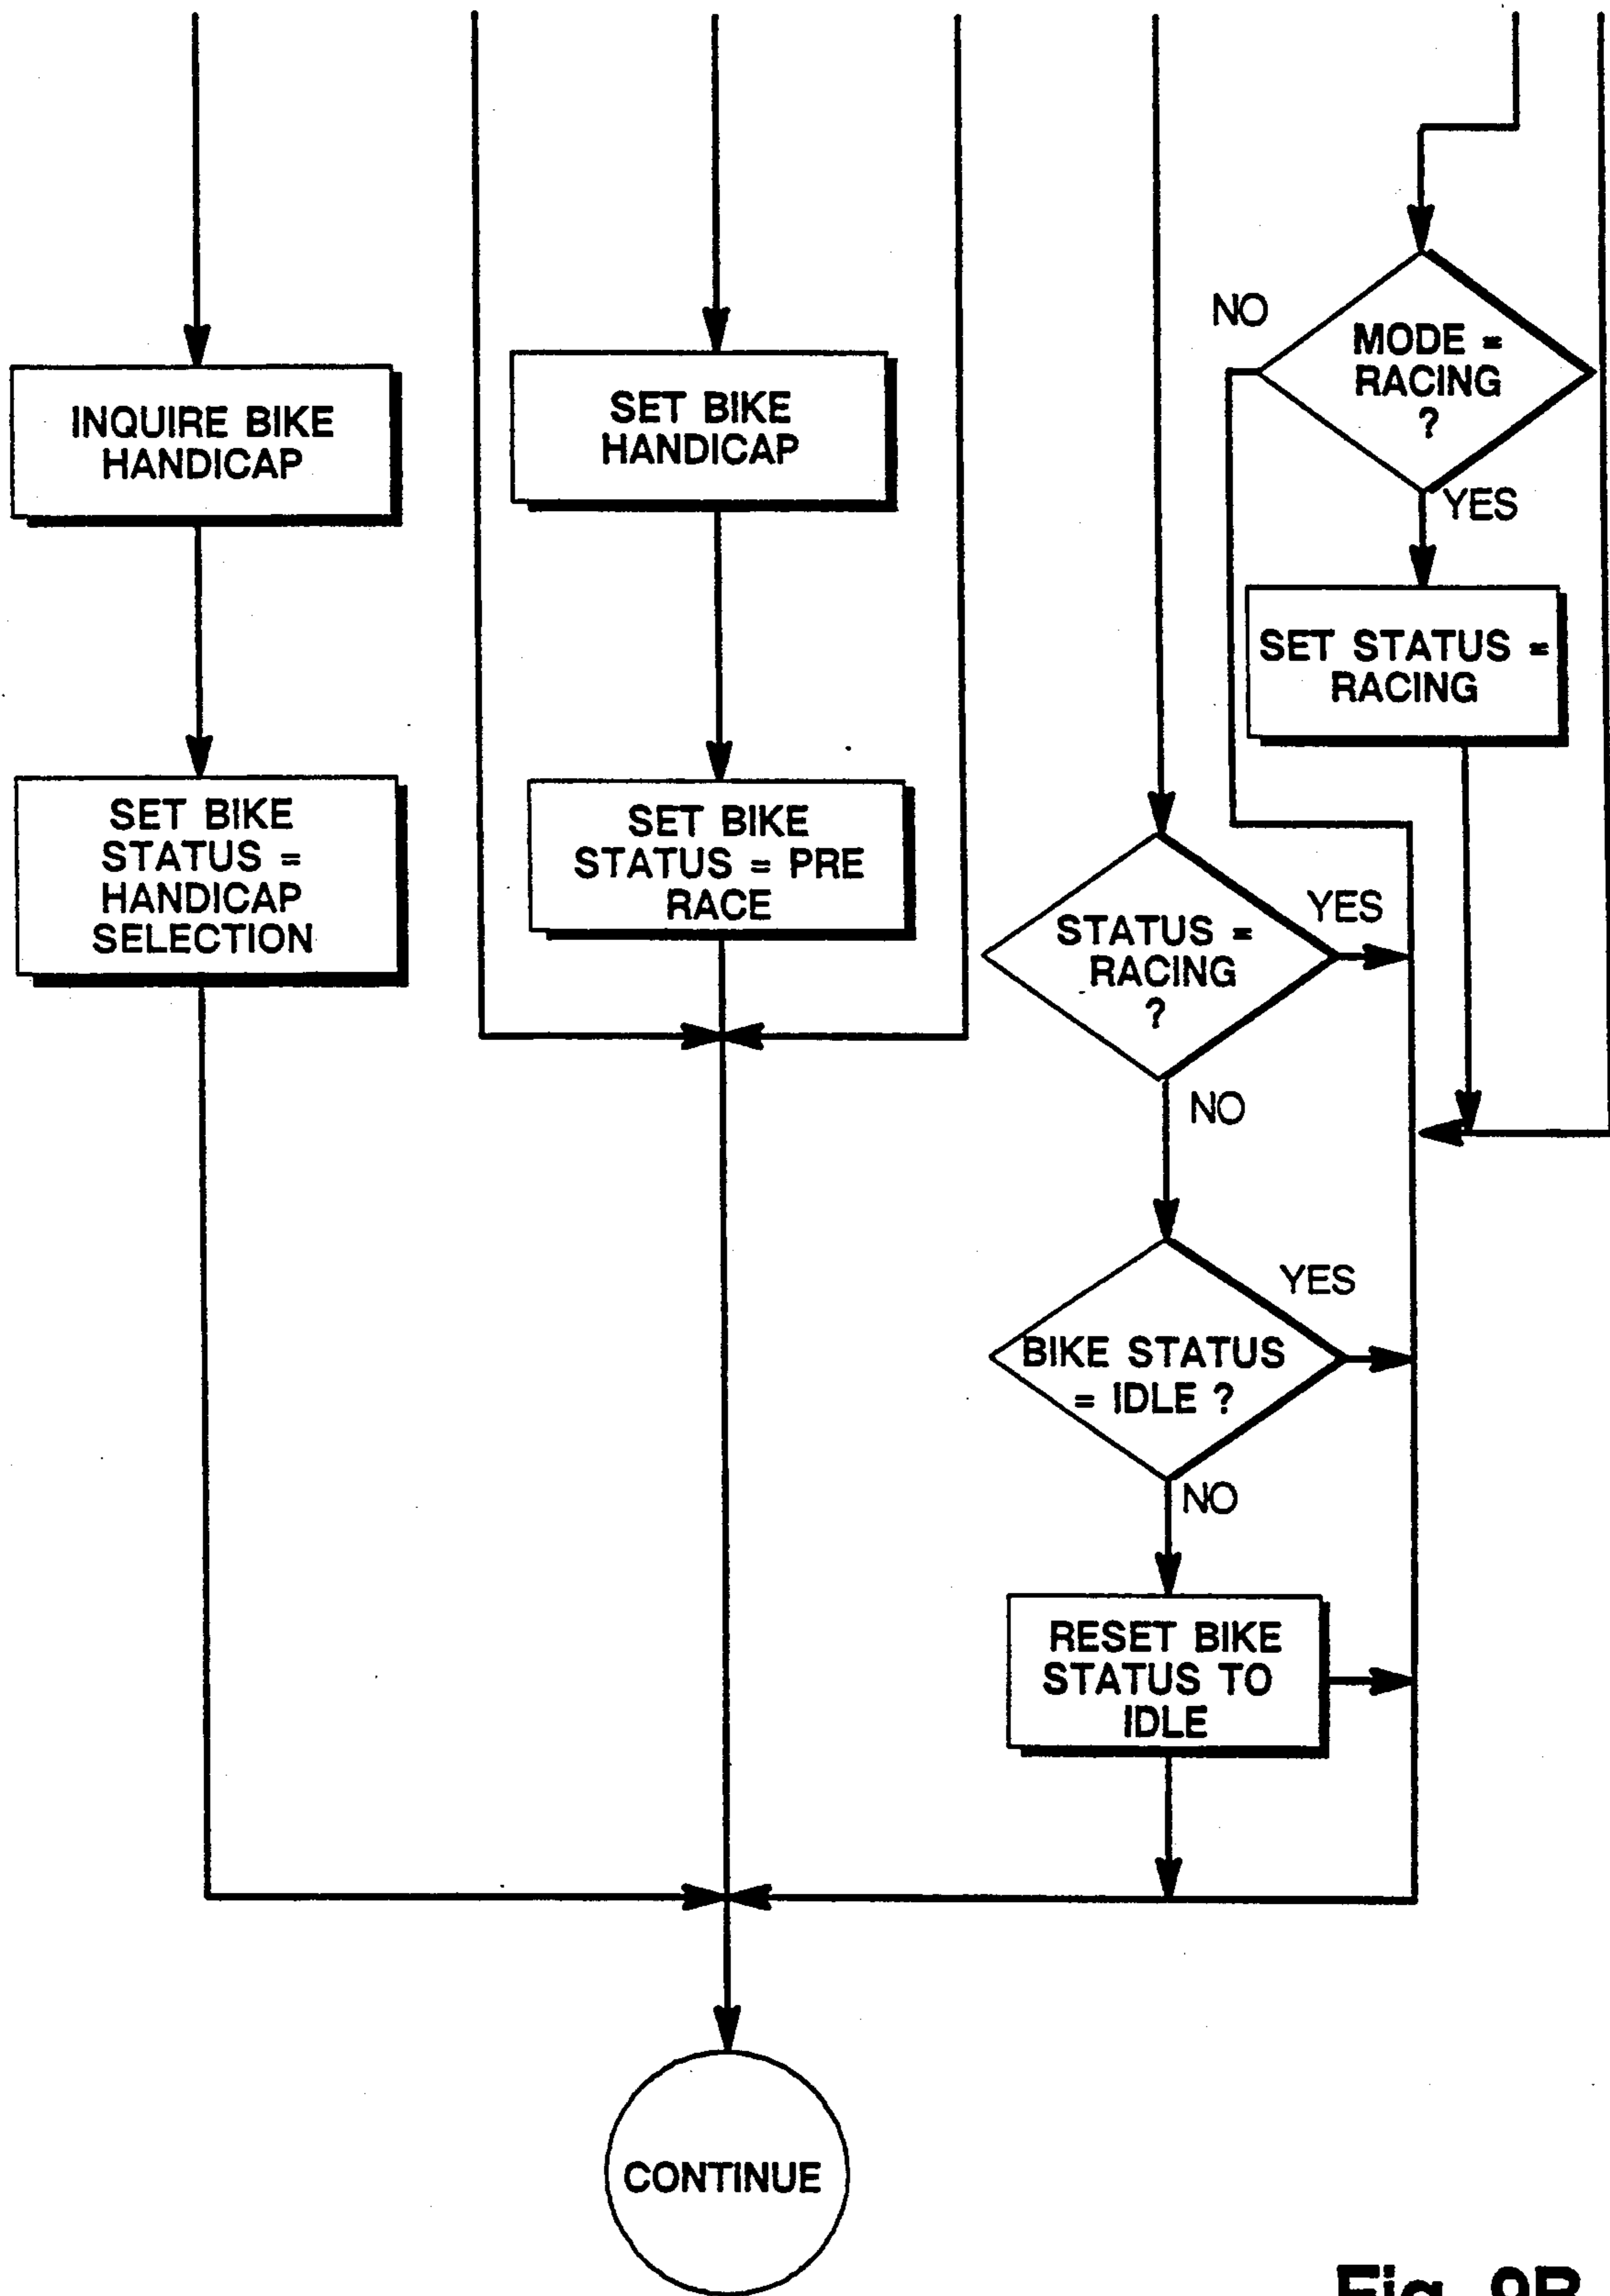 NO
MODE =
RACING
?
YES
INQUIRE BIKE
HANDICAP
SET BIKE
HANDICAP
SET STATUS =
RACING
SET BIKE
STATUS =
HANDICAP
SELECTION
SET BIKE
STATUS = PRE
RACE
STATUS =
RACING
?
YES
NO
BIKE STATUS
= IDLE ?
YES
NO
RESET BIKE
STATUS TO
IDLE
CONTINUE
Fig. 9B